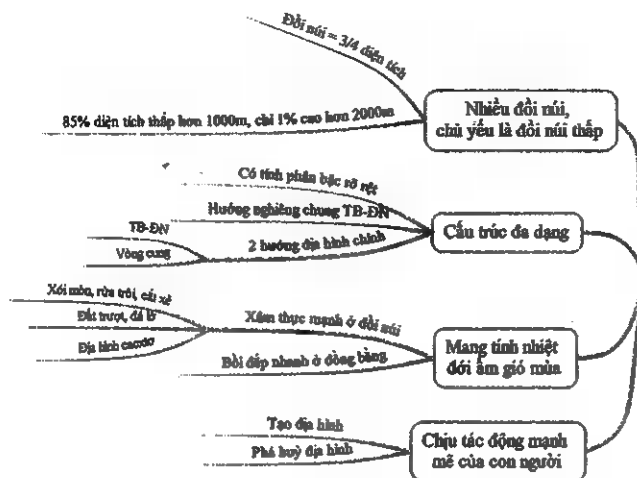 Đồi núi = 3/4 diện tích
85% diện tích thấp hơn 1000m, chỉ 1% cao hơn 2000m
Nhiều đồi núi,
chủ yếu là đồi núi thấp
Có tính phân bậc rõ rệt
Hướng nghiêng chung TB-ĐN
2 hướng địa hình chính
TB-ĐN
Vòng cung
Cấu trúc đa dạng
Xói mòn, rửa trôi, cắt xẻ
Đất trượt, đá lở
Địa hình cacxtơ
Xâm thực mạnh ở đồi núi
Bồi đắp nhanh ở đồng bằng
Mang tính nhiệt
đới ẩm gió mùa
Tạo địa hình
Phá huỷ địa hình
Chịu tác động mạnh
mẽ của con người